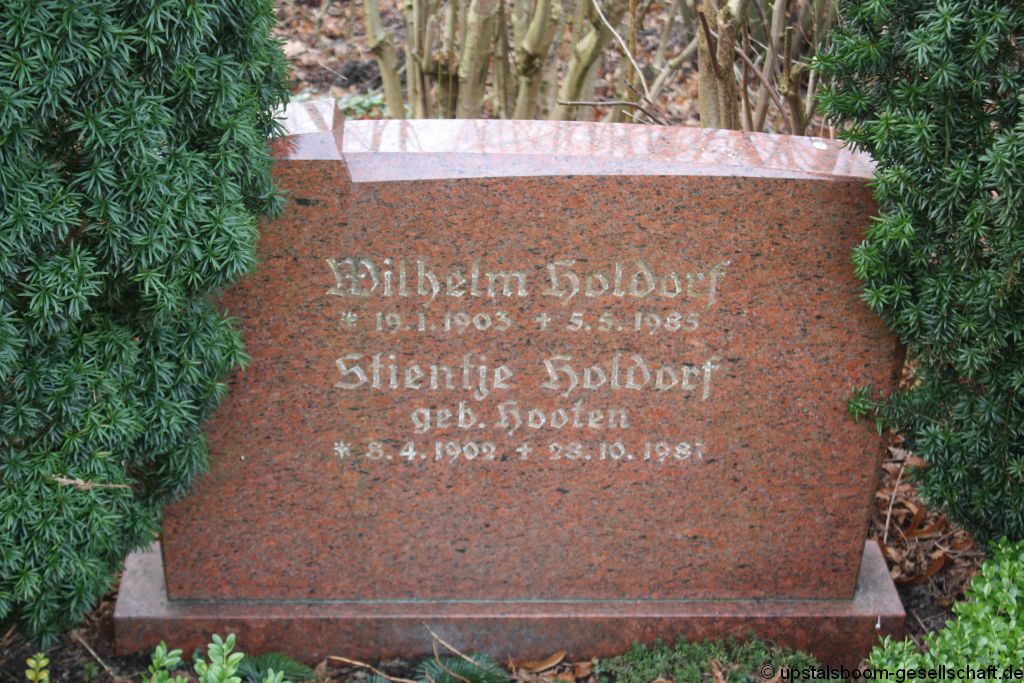 Wilhelm Holdorf
* 19.1.1903 + 5.5.1985
Stientje Holdorf
geb. Hooten
* 8.4.1902 + 28.10.1987
© upstalsboom-gesellschaft.de